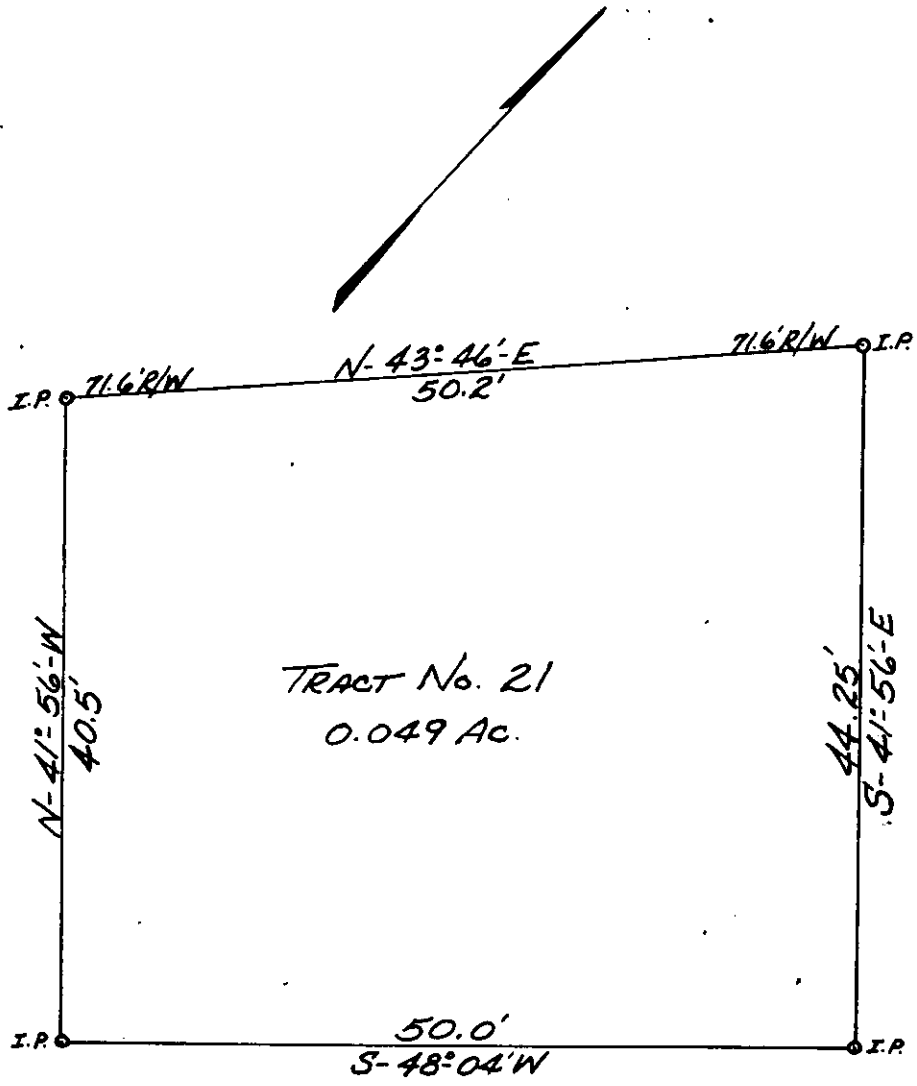 N-43°-46'-E
71.6'R/W
I.P.
I.P.
71.6'R/W
50.2'
N-41°-56'-W
40.5'
TRACT No. 21
0.049 Ac.
44.25'
S-41°-56'-E
I.P.
50.0'
I.P.
S-48°-04'W